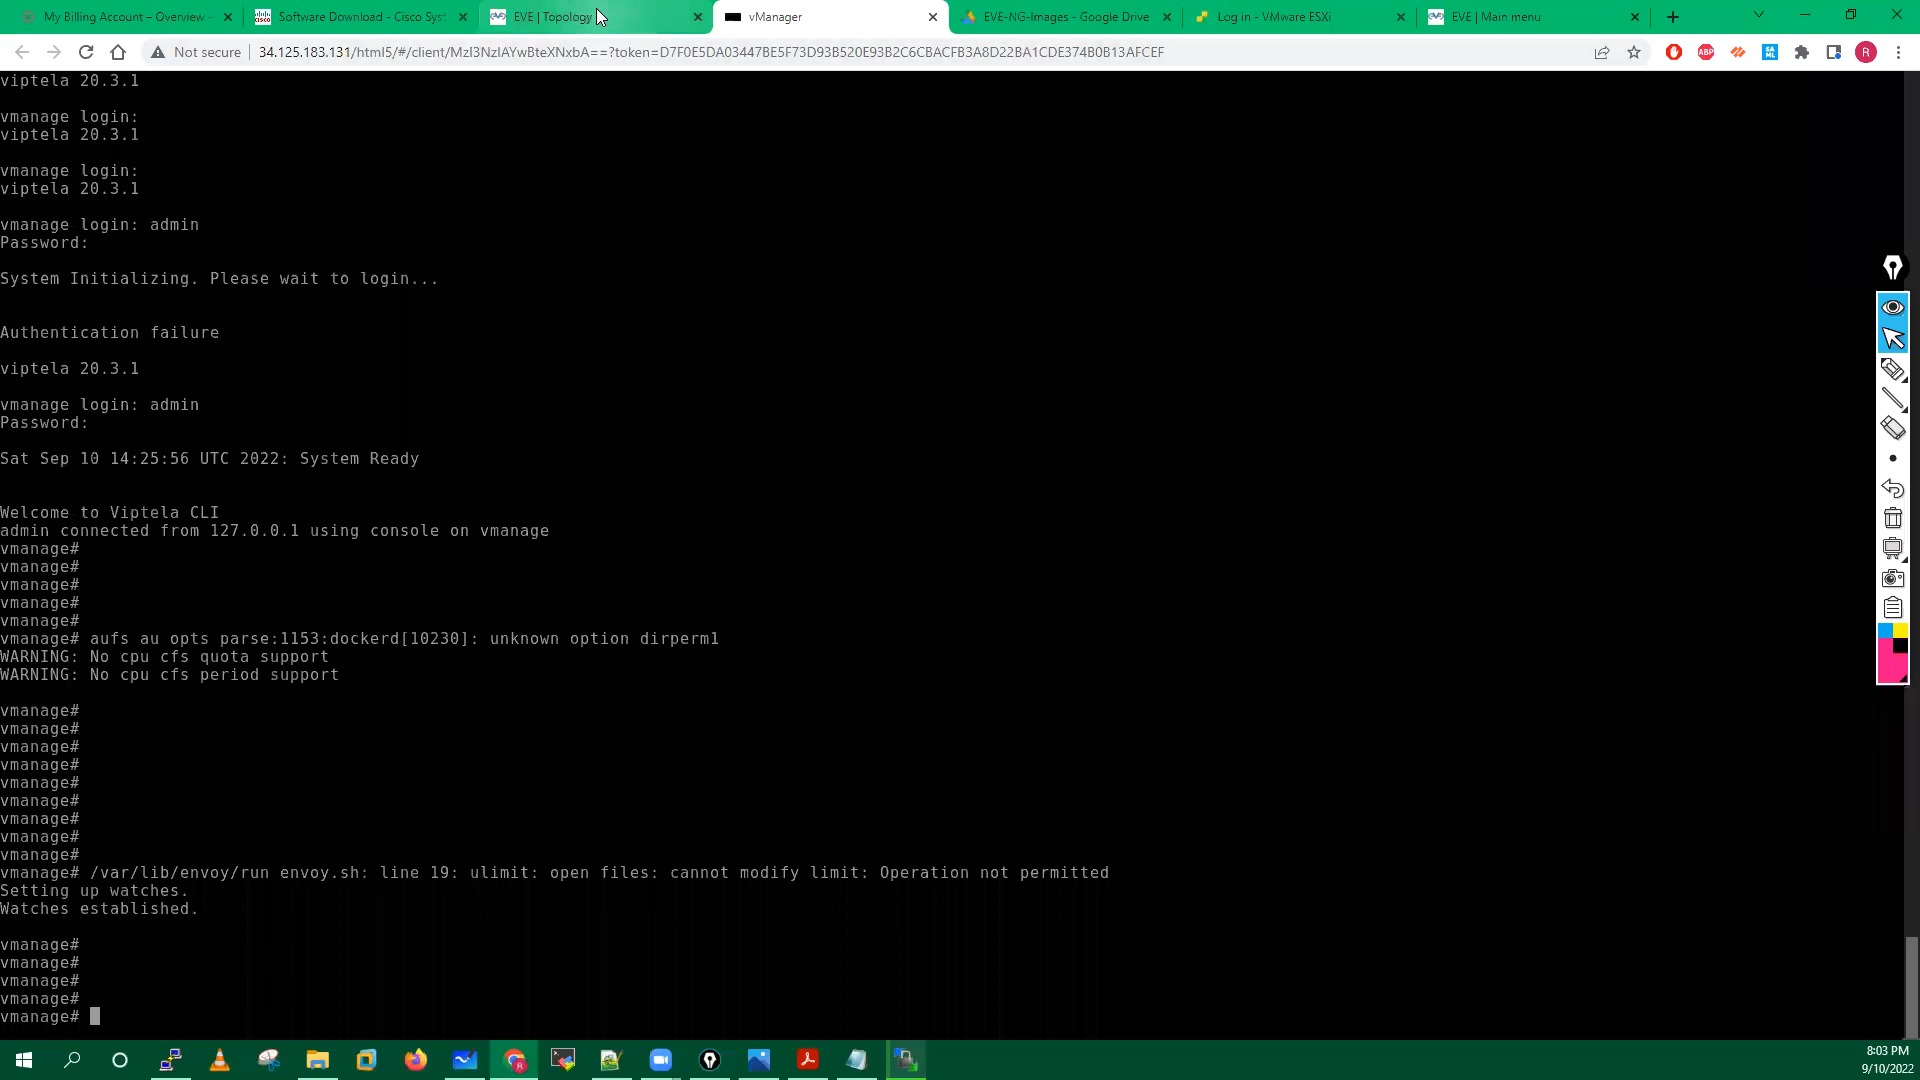 My Billing Account – Overview
Software Download - Cisco Syst
EVE | Topology
vManager
EVE-NG-Images - Google Drive
Log in - VMware ESXi
EVE | Main menu
Not secure
34.125.183.131/html5/#/client/MzI3NzIAYwBteXNxbA==?token=D7F0E5DA03447BE5F73D93B520E93B2C6CBACFB3A8D22BA1CDE374B0B13AFCEF
ABP
R
viptela 20.3.1
vmanage login:
viptela 20.3.1
vmanage login:
viptela 20.3.1
vmanage login: admin
Password:
System Initializing. Please wait to login...
Authentication failure
viptela 20.3.1
vmanage login: admin
Password:
Sat Sep 10 14:25:56 UTC 2022: System Ready
Welcome to Viptela CLI
admin connected from 127.0.0.1 using console on vmanage
vmanage#
vmanage#
vmanage#
vmanage#
vmanage#
vmanage# aufs au opts parse:1153:dockerd[10230]: unknown option dirperm1
WARNING: No cpu cfs quota support
WARNING: No cpu cfs period support
vmanage#
vmanage#
vmanage#
vmanage#
vmanage#
vmanage#
vmanage#
vmanage#
vmanage#
vmanage# /var/lib/envoy/run envoy.sh: line 19: ulimit: open files: cannot modify limit: Operation not permitted
Setting up watches.
Watches established.
vmanage#
vmanage#
vmanage#
vmanage#
vmanage#
8:03 PM
9/10/2022